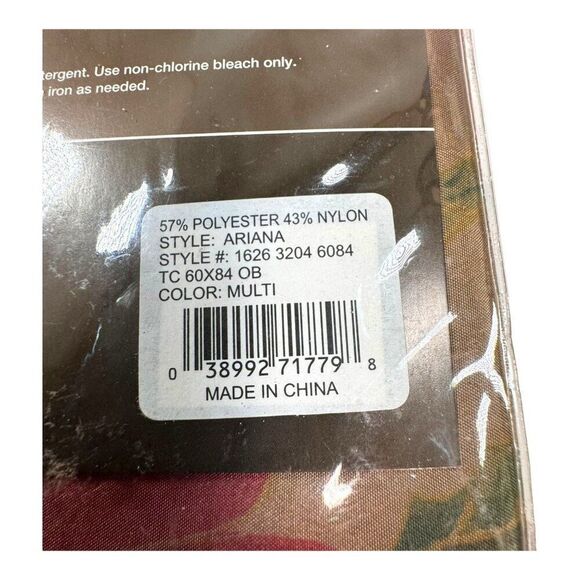 tergent. Use non-chlorine bleach only.
iron as needed.
57% POLYESTER 43% NYLON
STYLE: ARIANA
STYLE #: 1626 3204 6084
TC 60X84 OB
COLOR: MULTI
0 38992 71779 8
MADE IN CHINA